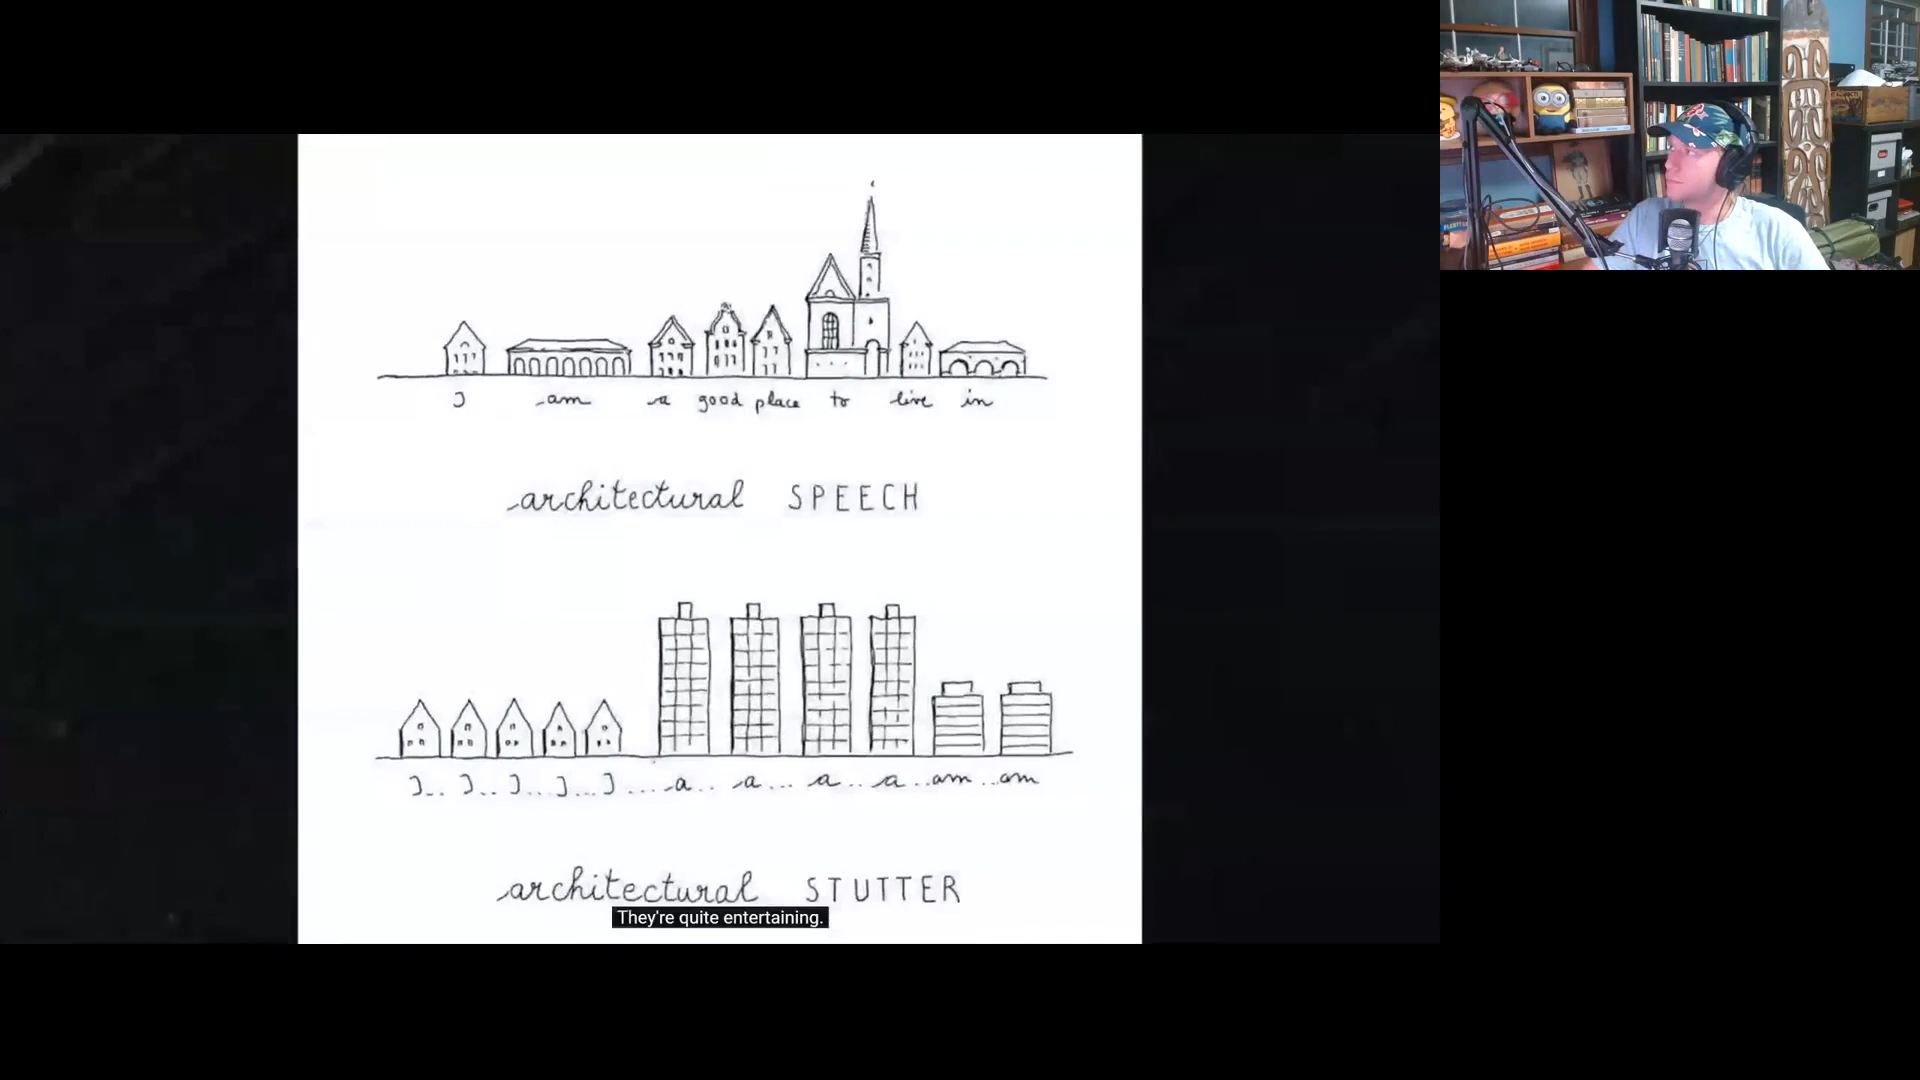 I am a good place to live in
architectural SPEECH
I.. I.. I... I... I.... a.. a... a.. a.. am.. am
architectural STUTTER
They're quite entertaining.